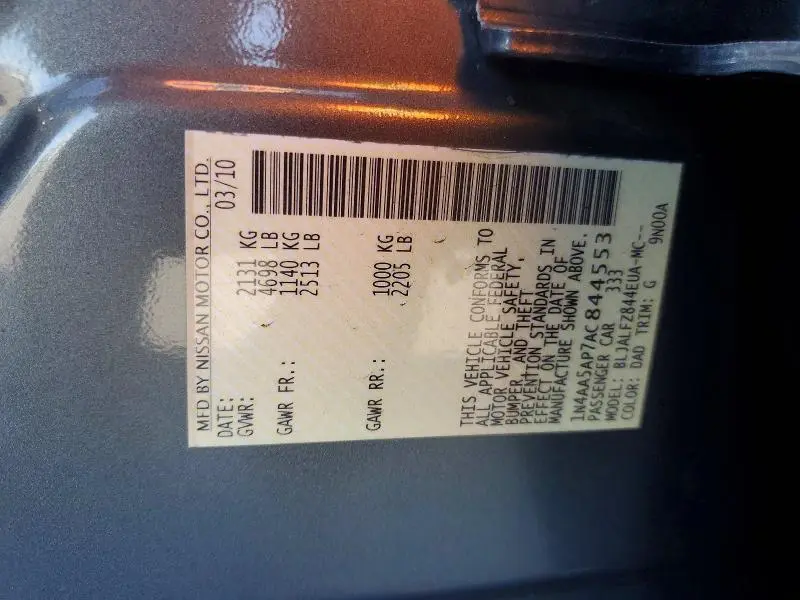 MFD BY NISSAN MOTOR CO., LTD.
DATE: 03/10
GVWR: 2131 KG
4698 LB
GAWR FR.: 1140 KG
2513 LB
GAWR RR.: 1000 KG
2205 LB
THIS VEHICLE CONFORMS TO
ALL APPLICABLE FEDERAL
MOTOR VEHICLE SAFETY,
BUMPER, AND THEFT
PREVENTION STANDARDS IN
EFFECT ON THE DATE OF
MANUFACTURE SHOWN ABOVE.
1N4AA5AP7AC844553
PASSENGER CAR 333
MODEL: BLJALFZ844EUA-MC--
COLOR: DAD TRIM: G 9N00A